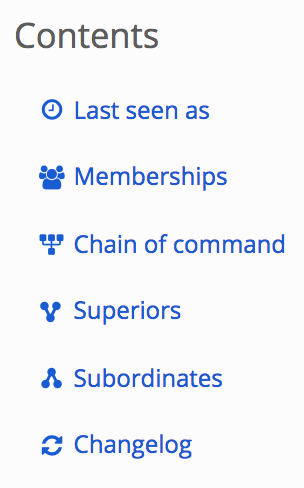 Contents
Last seen as
Memberships
Chain of command
Superiors
Subordinates
Changelog